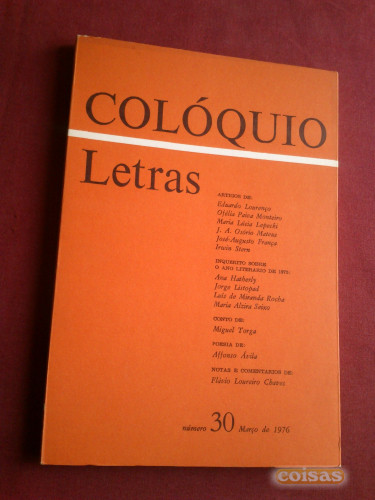 COLÓQUIO
Letras
ARTIGOS DE:
Eduardo Lourenço
Ofélia Paiva Monteiro
Maria Lúcia Lepecki
J. A. Osório Mateus
José-Augusto França
Irwin Stern
INQUÉRITO SOBRE
O ANO LITERÁRIO DE 1975:
Ana Hatherly
Jorge Listopad
Luís de Miranda Rocha
Maria Alzira Seixo
CONTO DE:
Miguel Torga
POESIA DE:
Affonso Ávila
NOTAS E COMENTÁRIOS DE:
Flávio Loureiro Chaves
número 30 Março de 1976
coisas